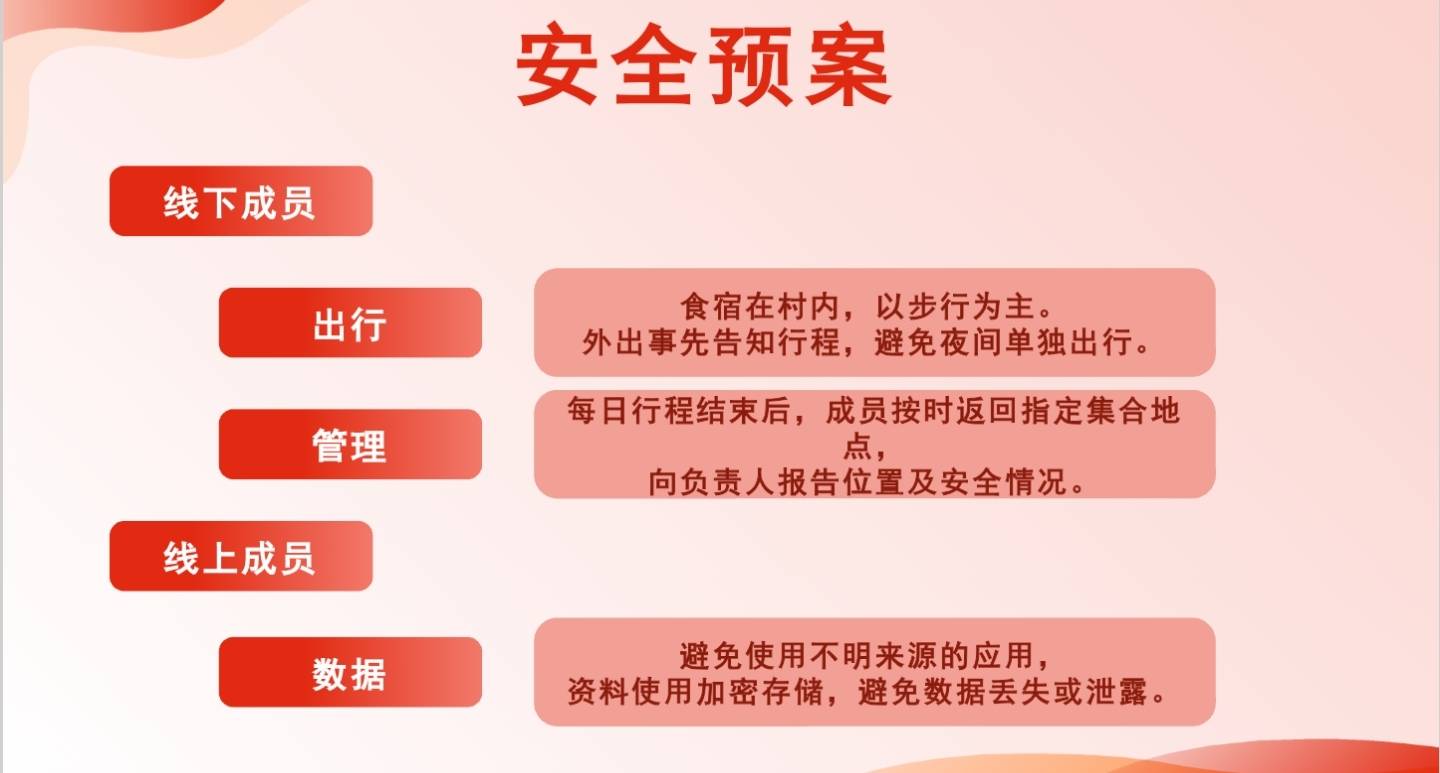 安全预案
线下成员
出行
食宿在村内，以步行为主。
外出事先告知行程，避免夜间单独出行。
管理
每日行程结束后，成员按时返回指定集合地
点，
向负责人报告位置及安全情况。
线上成员
数据
避免使用不明来源的应用，
资料使用加密存储，避免数据丢失或泄露。